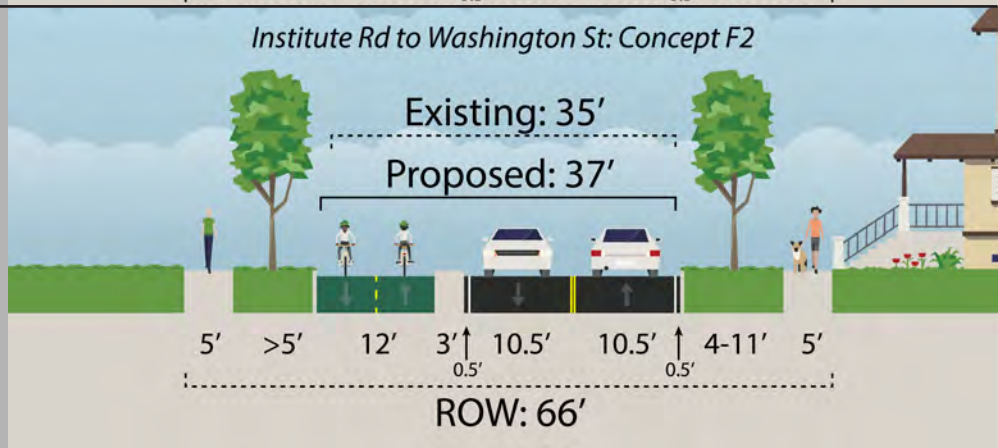 Institute Rd to Washington St: Concept F2
Existing: 35’
Proposed: 37’
5’ >5’ 12’ 3’ 10.5’ 10.5’ 4-11’ 5’
0.5’ 0.5’
ROW: 66’